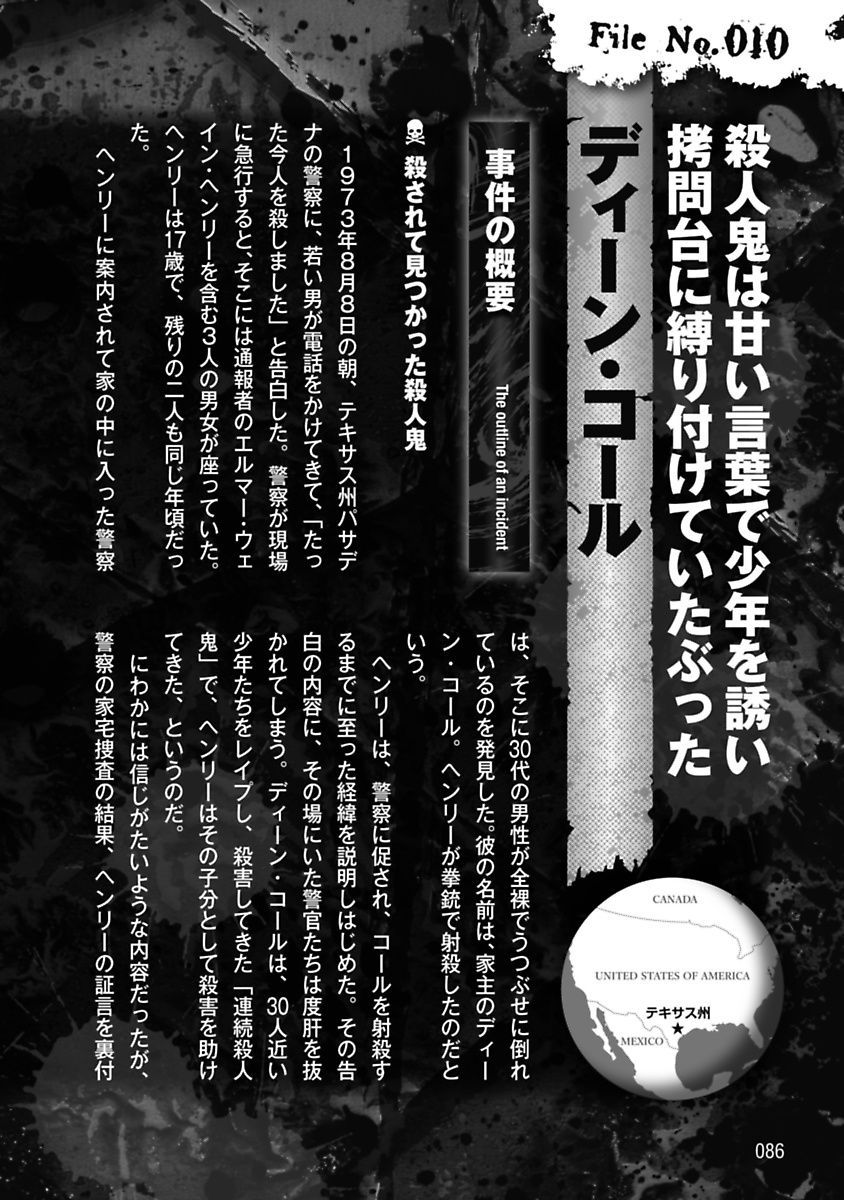 File No.010
殺人鬼は甘い言葉で少年を誘い
拷問台に縛り付けていたぶった
ディーン・コール
事件の概要 The outline of an incident
殺されて見つかった殺人鬼
1973年8月8日の朝、テキサス州パサデ
ナの警察に、若い男が電話をかけてきて、「たっ
た今人を殺しました」と告白した。警察が現場
に急行すると、そこには通報者のエルマー・ウェ
イン・ヘンリーを含む3人の男女が座っていた。
ヘンリーは17歳で、残りの二人も同じ年頃だっ
た。
ヘンリーに案内されて家の中に入った警察
は、そこに30代の男性が全裸でうつぶせに倒れ
ているのを発見した。彼の名前は、家主のディー
ン・コール。ヘンリーが拳銃で射殺したのだと
いう。
ヘンリーは、警察に促され、コールを射殺す
るまでに至った経緯を説明しはじめた。その告
白の内容に、その場にいた警官たちは度肝を抜
かれてしまう。ディーン・コールは、30人近い
少年たちをレイプし、殺害してきた「連続殺人
鬼」で、ヘンリーはその子分として殺害を助け
てきた、というのだ。
にわかには信じがたいような内容だったが、
警察の家宅捜査の結果、ヘンリーの証言を裏付
CANADA
UNITED STATES OF AMERICA
テキサス州
★
MEXICO
086